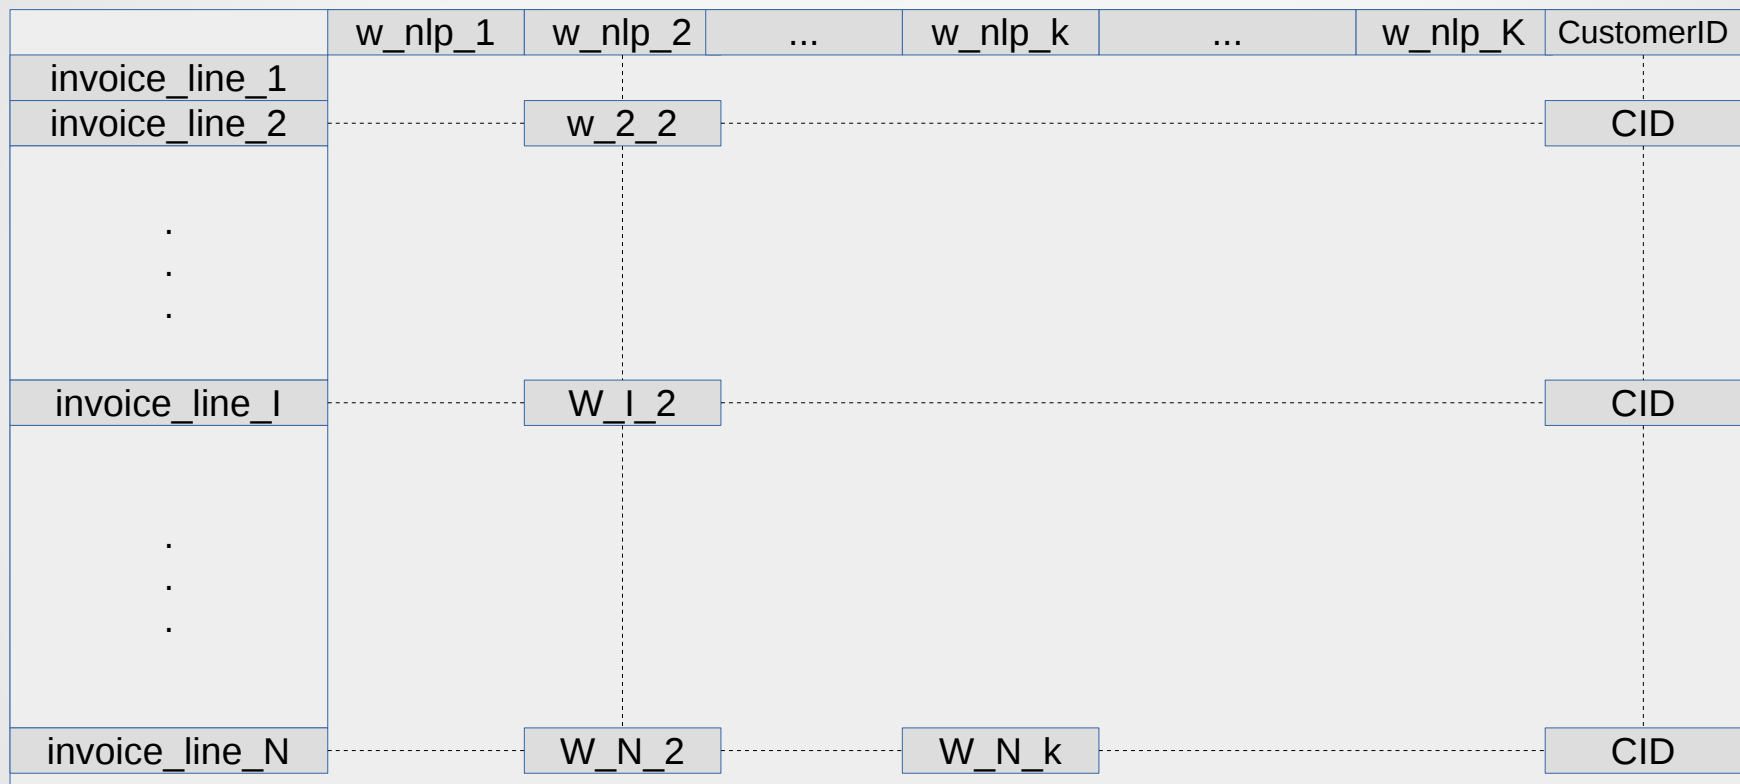 w_nlp_1 w_nlp_2 ... w_nlp_k ... w_nlp_K CustomerID
invoice_line_1
invoice_line_2 w_2_2 CID
.
.
.
invoice_line_I W_I_2 CID
.
.
.
invoice_line_N W_N_2 W_N_k CID